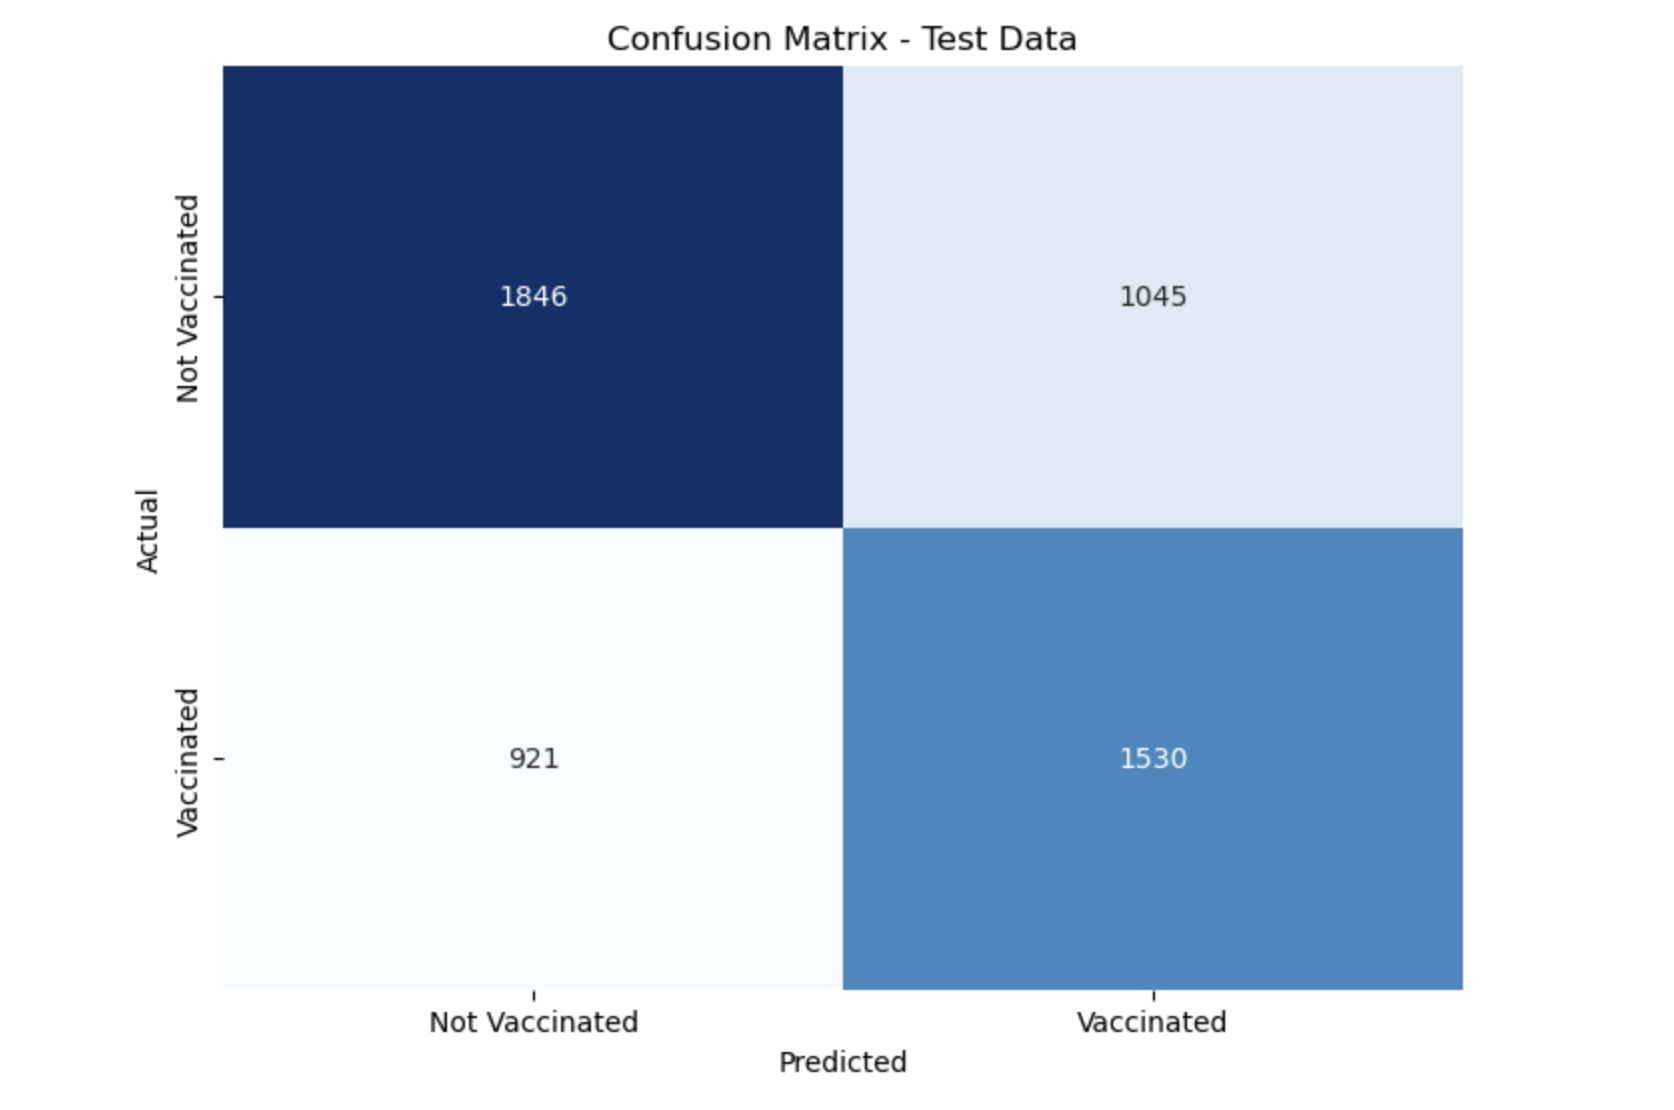 Confusion Matrix - Test Data
Actual
Not Vaccinated
1846
1045
Vaccinated
921
1530
Not Vaccinated
Vaccinated
Predicted